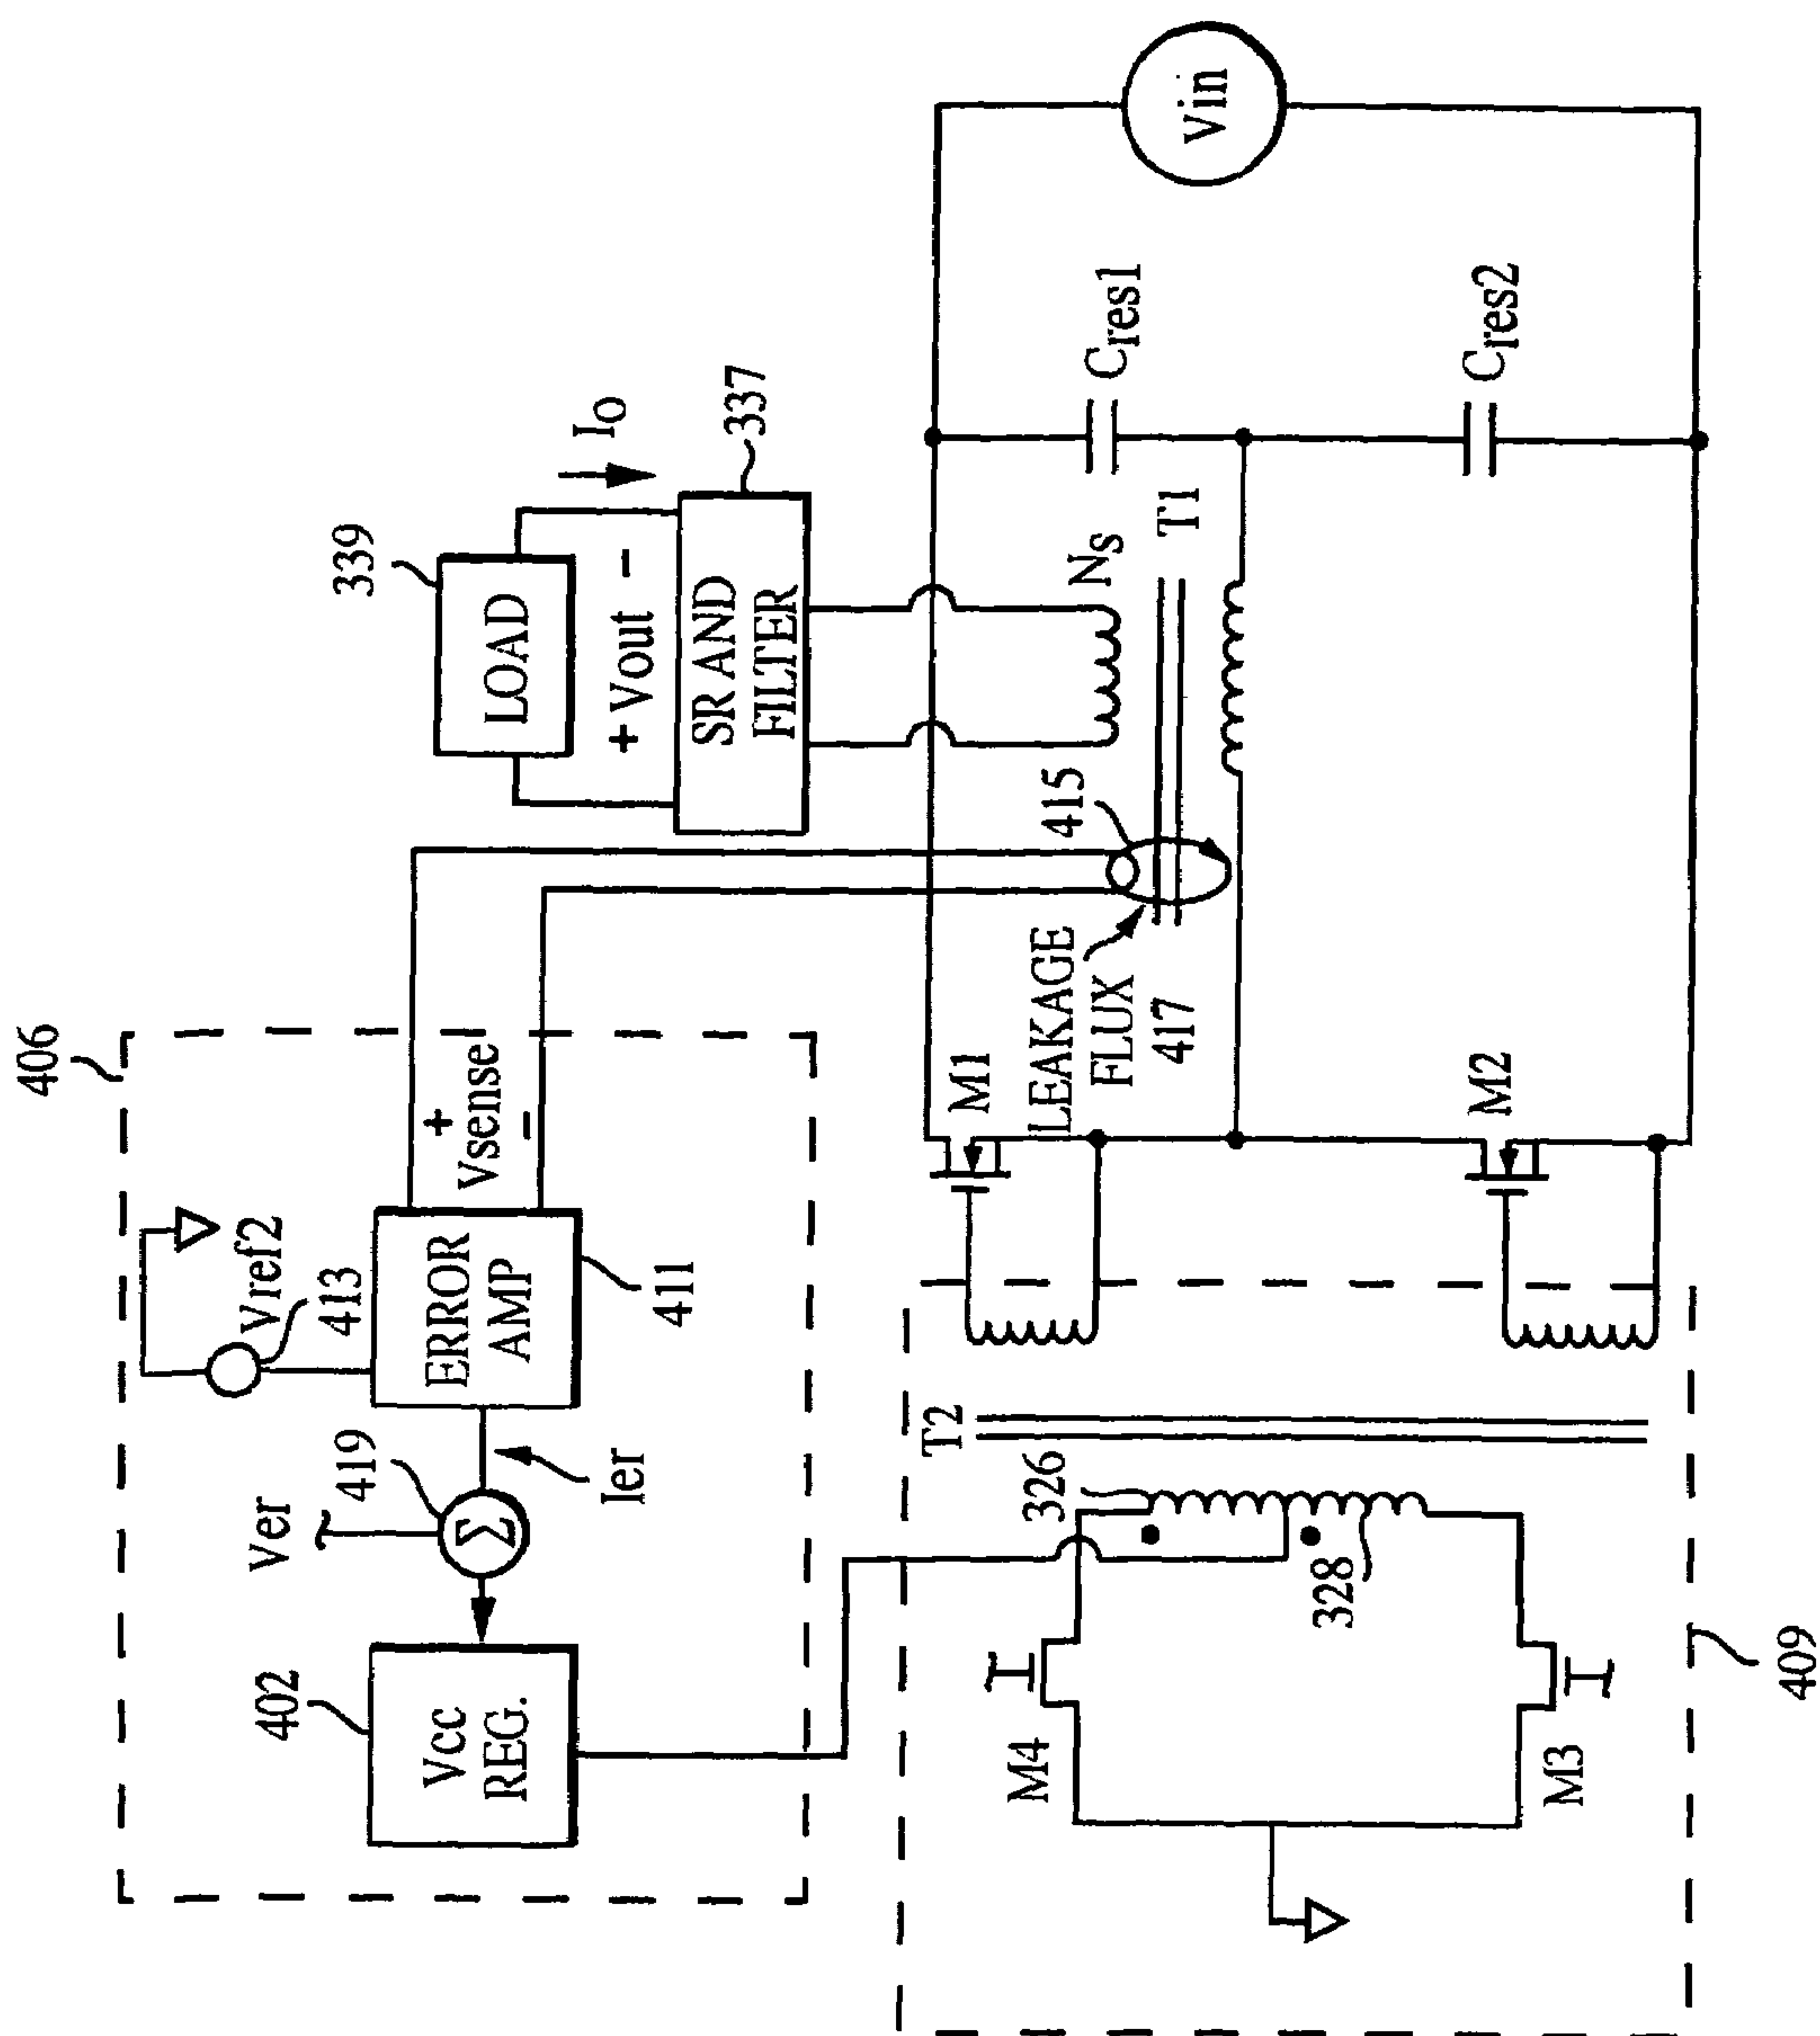 406
Vref2
413
ERROR
AMP
411
+
Vsense
-
Ver
419
Σ
Ier
402
Vcc
REG.
339
LOAD
+ Vout -
Io
337
SR AND
FILTER
NS
T1
415
LEAKAGE
FLUX
417
M1
M2
Cres1
Cres2
Vin
T2
326
328
M4
M3
409